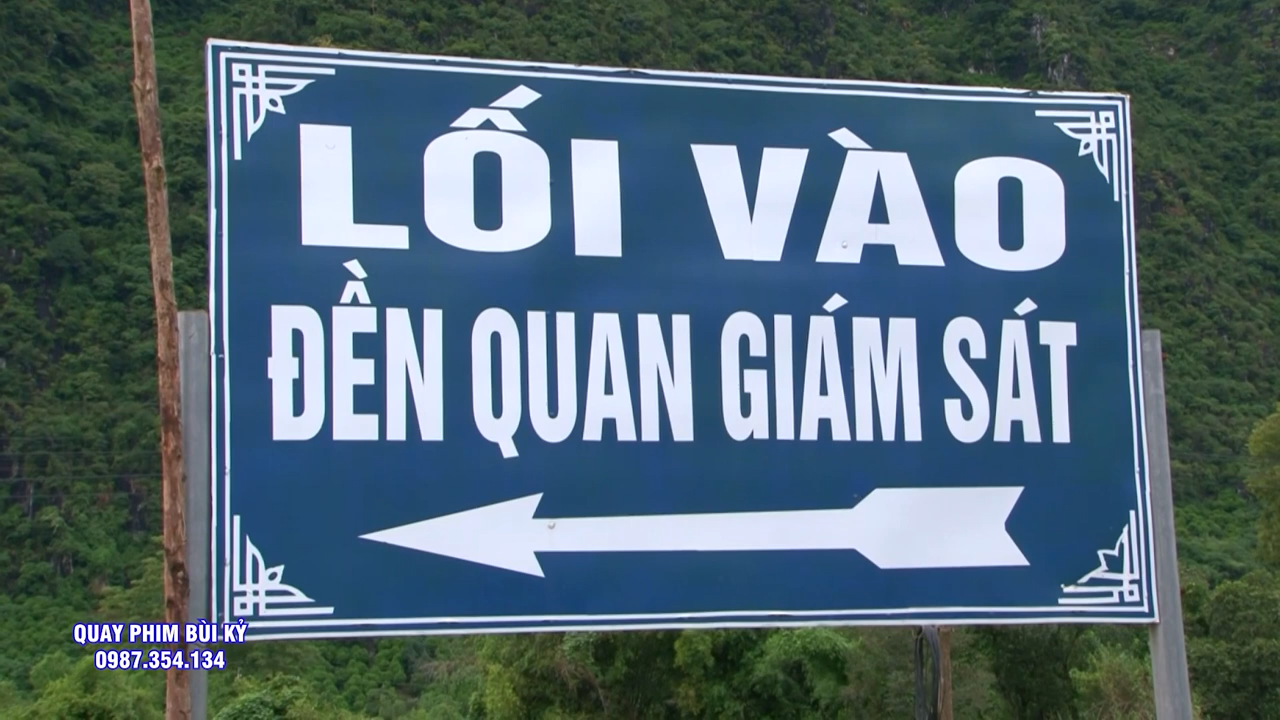 LỐI VÀO
ĐỀN QUAN GIÁM SÁT
QUAY PHIM BÙI KỶ
0987.354.134